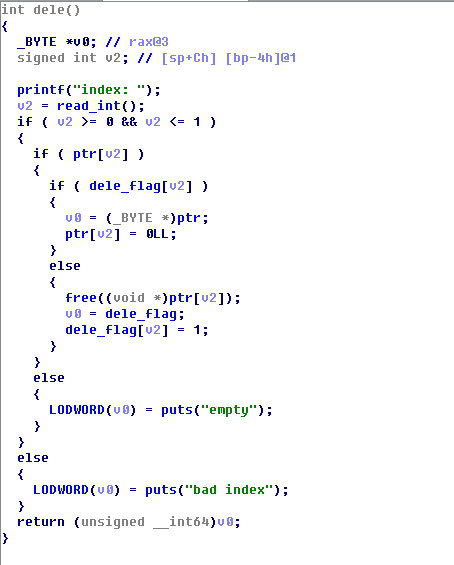 int dele()
{
  _BYTE *v0; // rax@3
  signed int v2; // [sp+Ch] [bp-4h]@1

  printf("index: ");
  v2 = read_int();
  if ( v2 >= 0 && v2 <= 1 )
  {
    if ( ptr[v2] )
    {
      if ( dele_flag[v2] )
      {
        v0 = (_BYTE *)ptr;
        ptr[v2] = 0LL;
      }
      else
      {
        free((void *)ptr[v2]);
        v0 = dele_flag;
        dele_flag[v2] = 1;
      }
    }
    else
    {
      LODWORD(v0) = puts("empty");
    }
  }
  else
  {
    LODWORD(v0) = puts("bad index");
  }
  return (unsigned __int64)v0;
}